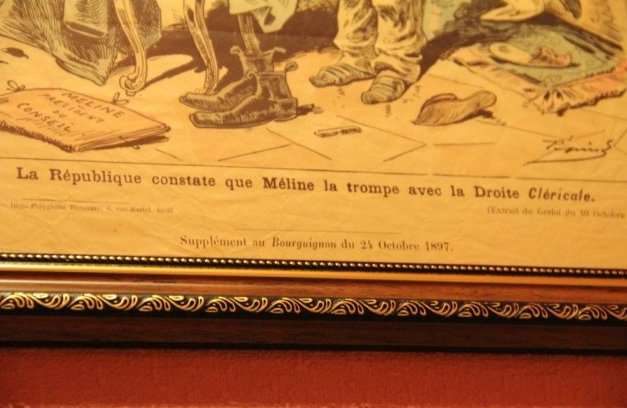 MÉLINE
PRÉSIDENT
DU
CONSEIL
Pépin
La République constate que Méline la trompe avec la Droite Cléricale.
(Extrait du Grelot du 10 Octobre
Supplément au Bourguignon du 24 Octobre 1897.